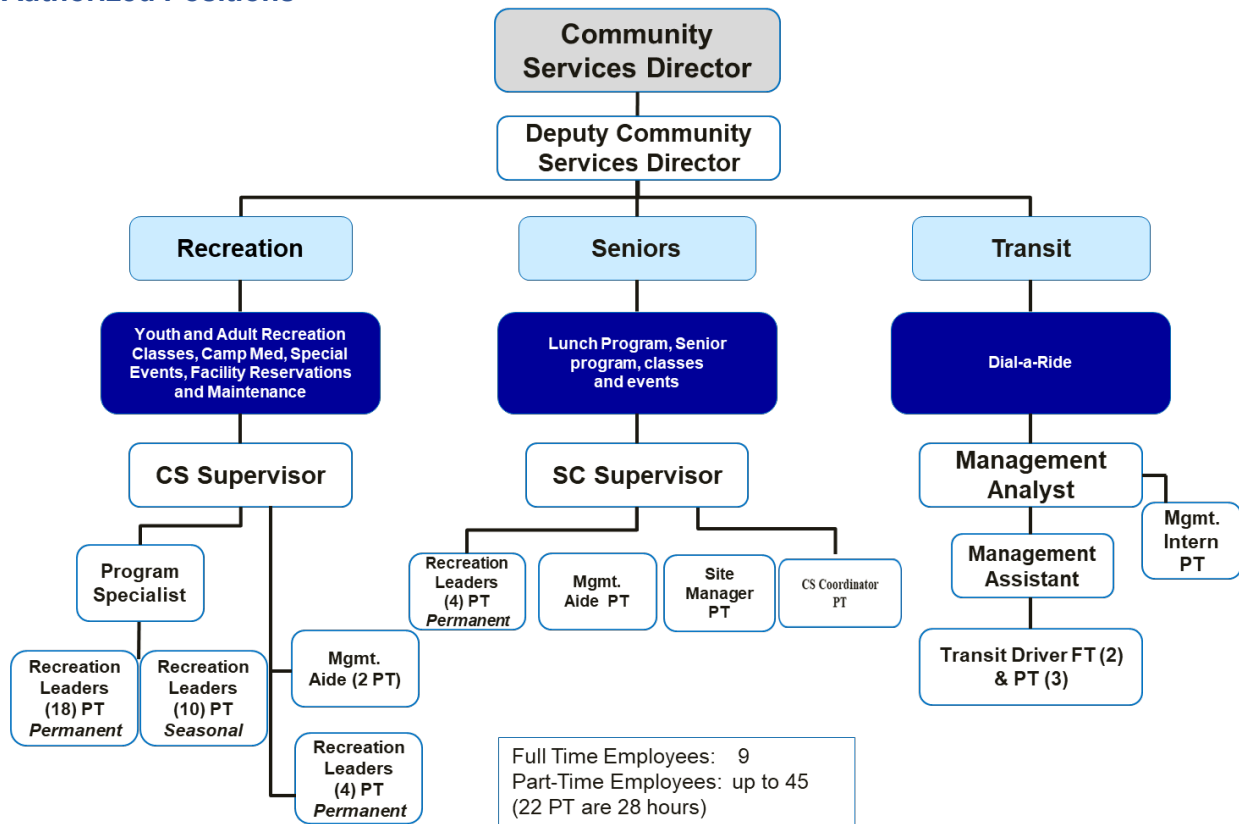 Authorized Positions
Community
Services Director
Deputy Community
Services Director
Recreation
Seniors
Transit
Youth and Adult Recreation
Classes, Camp Med, Special
Events, Facility Reservations
and Maintenance
Lunch Program, Senior
program, classes
and events
Dial-a-Ride
CS Supervisor
SC Supervisor
Management
Analyst
Mgmt.
Intern
PT
Program
Specialist
Recreation
Leaders
(4) PT
Permanent
Mgmt.
Aide PT
Site
Manager
PT
CS Coordinator
PT
Management
Assistant
Recreation
Leaders
(18) PT
Permanent
Recreation
Leaders
(10) PT
Seasonal
Mgmt.
Aide (2 PT)
Transit Driver FT (2)
& PT (3)
Recreation
Leaders
(4) PT
Permanent
Full Time Employees: 9
Part-Time Employees: up to 45
(22 PT are 28 hours)